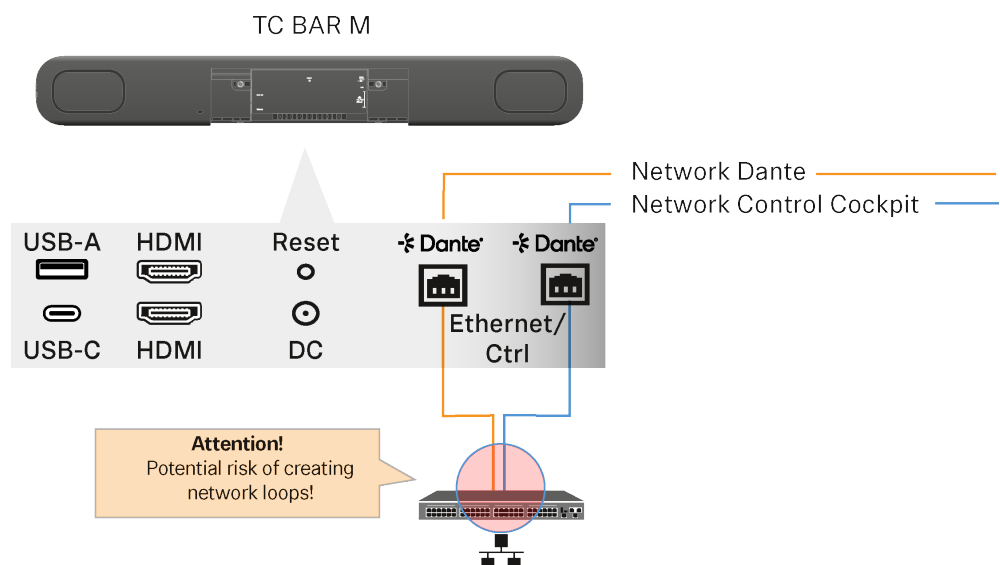 TC BAR M
Network Dante
Network Control Cockpit
USB-A HDMI Reset Dante Dante
Ethernet/
Ctrl
USB-C HDMI DC
Attention!
Potential risk of creating
network loops!